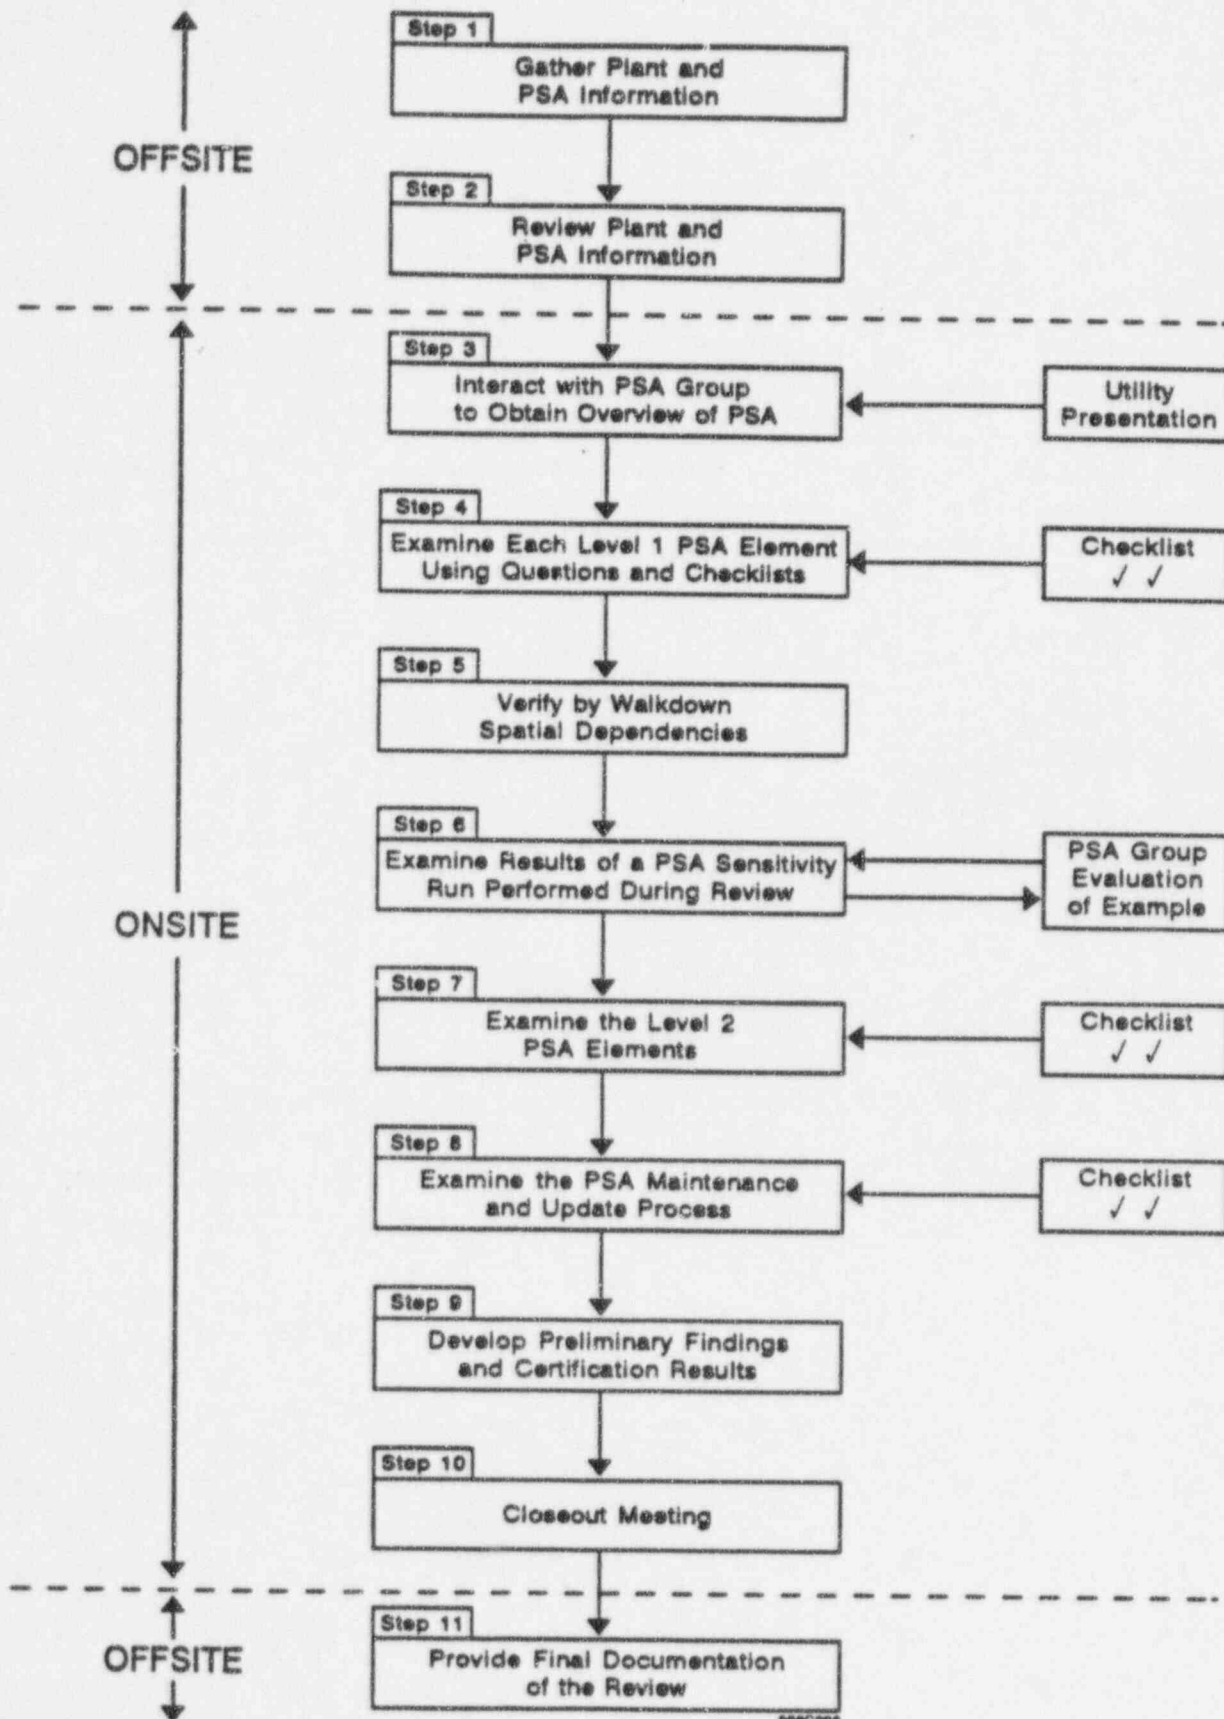 Step 1
Gather Plant and
PSA Information
OFFSITE
Step 2
Review Plant and
PSA Information
Step 3
Interact with PSA Group
to Obtain Overview of PSA
Utility
Presentation
Step 4
Examine Each Level 1 PSA Element
Using Questions and Checklists
Checklist
✓ ✓
Step 5
Verify by Walkdown
Spatial Dependencies
Step 6
Examine Results of a PSA Sensitivity
Run Performed During Review
PSA Group
Evaluation
of Example
ONSITE
Step 7
Examine the Level 2
PSA Elements
Checklist
✓ ✓
Step 8
Examine the PSA Maintenance
and Update Process
Checklist
✓ ✓
Step 9
Develop Preliminary Findings
and Certification Results
Step 10
Closeout Meeting
Step 11
Provide Final Documentation
of the Review
OFFSITE